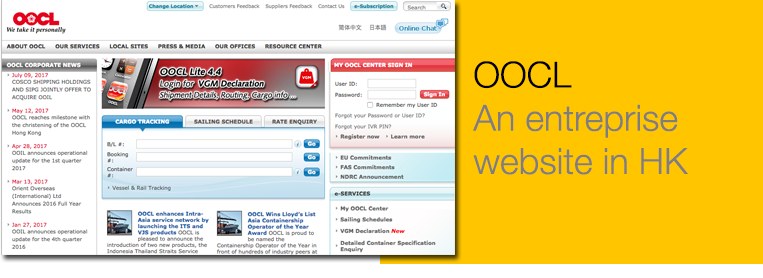 Change Location
Customers Feedback
Suppliers Feedback
Contact Us
e-Subscription
Search
OOCL
We take it personally
简体中文
日本語
Online Chat
ABOUT OOCL
OUR SERVICES
LOCAL SITES
PRESS & MEDIA
OUR OFFICES
RESOURCE CENTER
OOCL CORPORATE NEWS
July 09, 2017
COSCO SHIPPING HOLDINGS
AND SIPG JOINTLY OFFER TO
ACQUIRE OOIL
May 12, 2017
OOCL reaches milestone with
the christening of the OOCL
Hong Kong
Apr 28, 2017
OOIL announces operational
update for the 1st quarter
2017
Mar 13, 2017
Orient Overseas
(International) Ltd
Announces 2016 Full Year
Results
Jan 27, 2017
OOIL announces operational
update for the 4th quarter
2016
OOCL Lite 4.4
Login for VGM Declaration
Shipment Details, Routing, Cargo info ...
VGM
CARGO TRACKING
SAILING SCHEDULE
RATE ENQUIRY
B/L #:
Go
Booking
#:
Go
Container
#:
Go
Vessel & Rail Tracking
OOCL enhances Intra-
Asia service network by
launching the ITS and
VJS products OOCL is
pleased to announce the
introduction of two new products, the
Indonesia Thailand Straits Service
OOCL Wins Lloyd's List
Asia Containership
Operator of the Year
Award OOCL is proud to
be named the
Containership Operator of the Year in
front of hundreds of members of
MY OOCL CENTER SIGN IN
User ID:
Password:
Sign In
Remember my User ID
Forgot your Password or User ID?
Forgot your IVR PIN?
Register now
Learn more
EU Commitments
FAS Commitments
NDRC Announcement
e-SERVICES
My OOCL Center
Sailing Schedules
VGM Declaration New
Detailed Container Specification
Enquiry
OOCL
An entreprise
website in HK